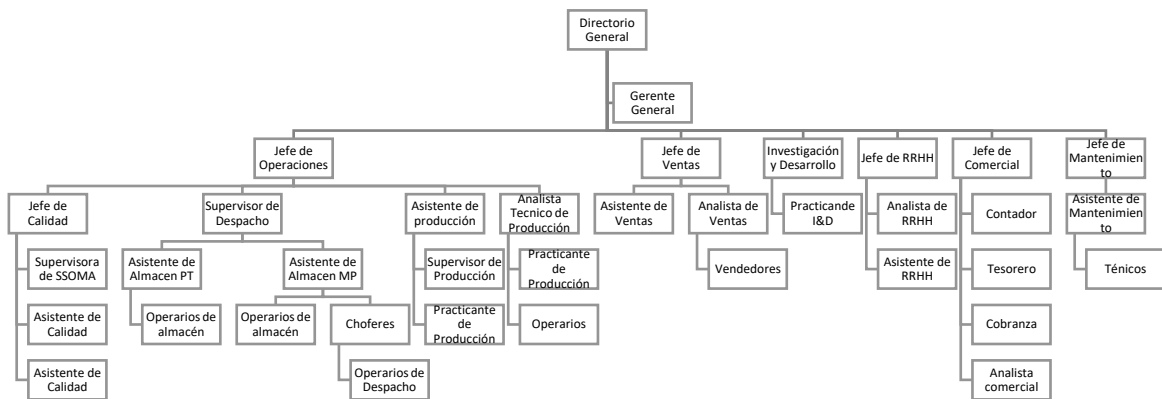 Directorio
General
Gerente
General
Jefe de
Operaciones
Jefe de
Ventas
Investigación
y Desarrollo
Jefe de RRHH
Jefe de
Comercial
Jefe de
Mantenimie
nto
Jefe de
Calidad
Supervisor de
Despacho
Asistente de
producción
Analista
Tecnico de
Producción
Asistente de
Ventas
Analista de
Ventas
Practicande
I&D
Analista de
RRHH
Contador
Asistente de
Mantenimie
nto
Supervisora
de SSOMA
Asistente de
Almacen PT
Asistente de
Almacen MP
Supervisor de
Producción
Practicante
de
Producción
Vendedores
Asistente de
RRHH
Tesorero
Ténicos
Asistente de
Calidad
Operarios de
almacén
Operarios de
almacén
Choferes
Practicante
de
Producción
Operarios
Cobranza
Asistente de
Calidad
Operarios de
Despacho
Analista
comercial